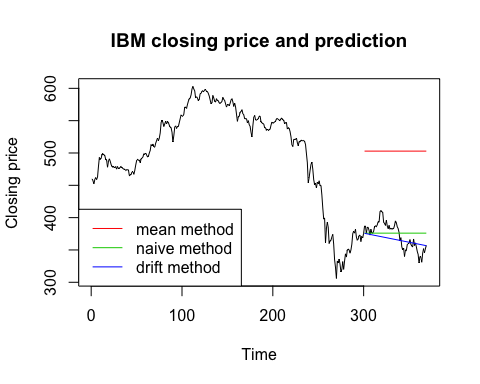 IBM closing price and prediction
Closing price
600
500
400
300
mean method
naive method
drift method
0 100 200 300
Time